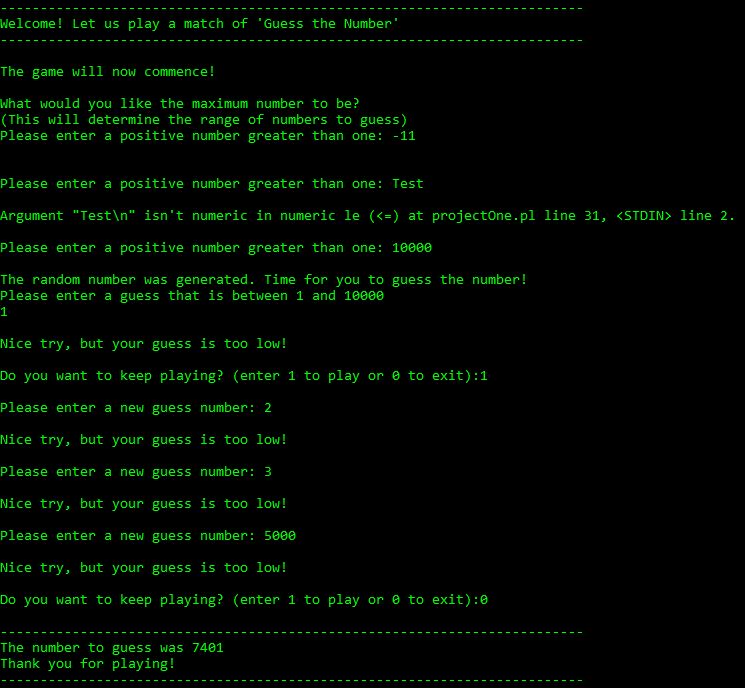 -------------------------------------------------------------------------
Welcome! Let us play a match of 'Guess the Number'
-------------------------------------------------------------------------
The game will now commence!
What would you like the maximum number to be?
(This will determine the range of numbers to guess)
Please enter a positive number greater than one: -11
Please enter a positive number greater than one: Test
Argument "Test\n" isn't numeric in numeric le (<=) at projectOne.pl line 31, <STDIN> line 2.
Please enter a positive number greater than one: 10000
The random number was generated. Time for you to guess the number!
Please enter a guess that is between 1 and 10000
1
Nice try, but your guess is too low!
Do you want to keep playing? (enter 1 to play or 0 to exit):1
Please enter a new guess number: 2
Nice try, but your guess is too low!
Please enter a new guess number: 3
Nice try, but your guess is too low!
Please enter a new guess number: 5000
Nice try, but your guess is too low!
Do you want to keep playing? (enter 1 to play or 0 to exit):0
-------------------------------------------------------------------------
The number to guess was 7401
Thank you for playing!
-------------------------------------------------------------------------